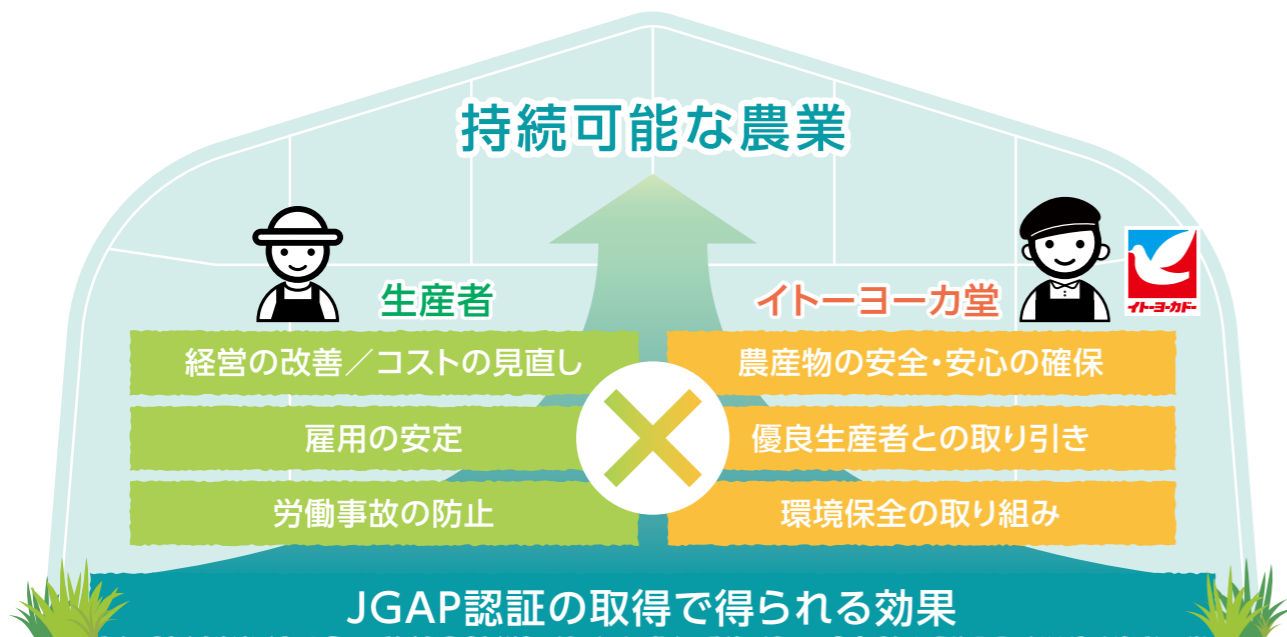 持続可能な農業
生産者
イトーヨーカ堂
イトーヨーカドー
経営の改善／コストの見直し
農産物の安全・安心の確保
雇用の安定
優良生産者との取り引き
労働事故の防止
環境保全の取り組み
JGAP認証の取得で得られる効果